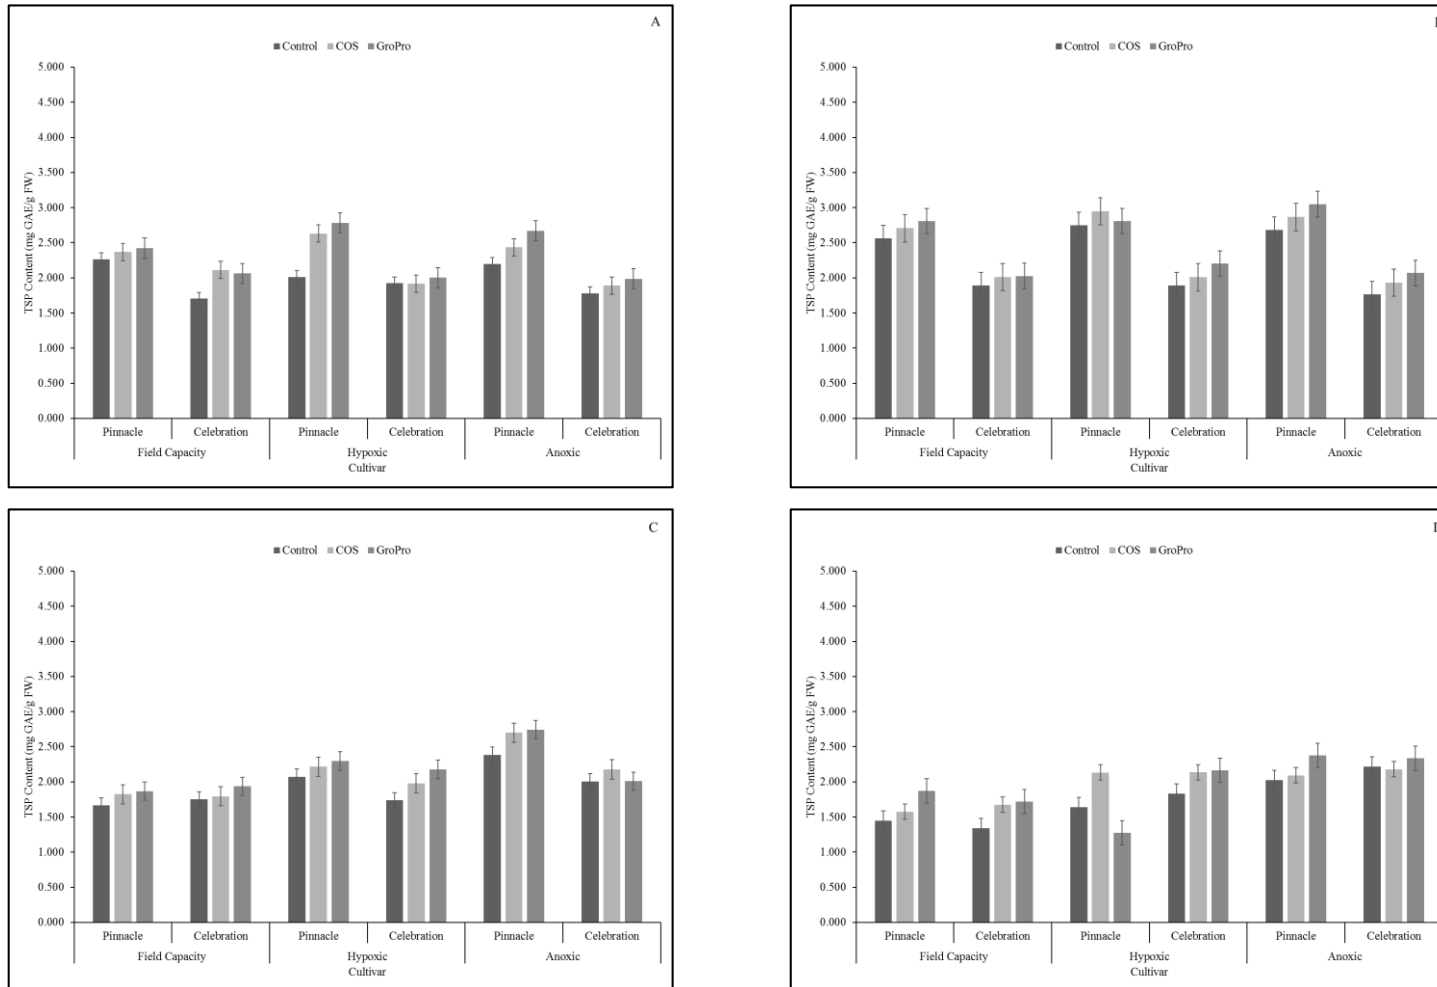 A
■ Control ■ COS ■ GroPro
TSP Content (mg GAE/g FW)
5.000
4.500
4.000
3.500
3.000
2.500
2.000
1.500
1.000
0.500
0.000
Pinnacle Celebration Pinnacle Celebration Pinnacle Celebration
Field Capacity Hypoxic Anoxic
Cultivar
■ Control ■ COS ■ GroPro
TSP Content (mg GAE/g FW)
5.000
4.500
4.000
3.500
3.000
2.500
2.000
1.500
1.000
0.500
0.000
Pinnacle Celebration Pinnacle Celebration Pinnacle Celebration
Field Capacity Hypoxic Anoxic
Cultivar
C
■ Control ■ COS ■ GroPro
TSP Content (mg GAE/g FW)
5.000
4.500
4.000
3.500
3.000
2.500
2.000
1.500
1.000
0.500
0.000
Pinnacle Celebration Pinnacle Celebration Pinnacle Celebration
Field Capacity Hypoxic Anoxic
Cultivar
■ Control ■ COS ■ GroPro
TSP Content (mg GAE/g FW)
5.000
4.500
4.000
3.500
3.000
2.500
2.000
1.500
1.000
0.500
0.000
Pinnacle Celebration Pinnacle Celebration Pinnacle Celebration
Field Capacity Hypoxic Anoxic
Cultivar